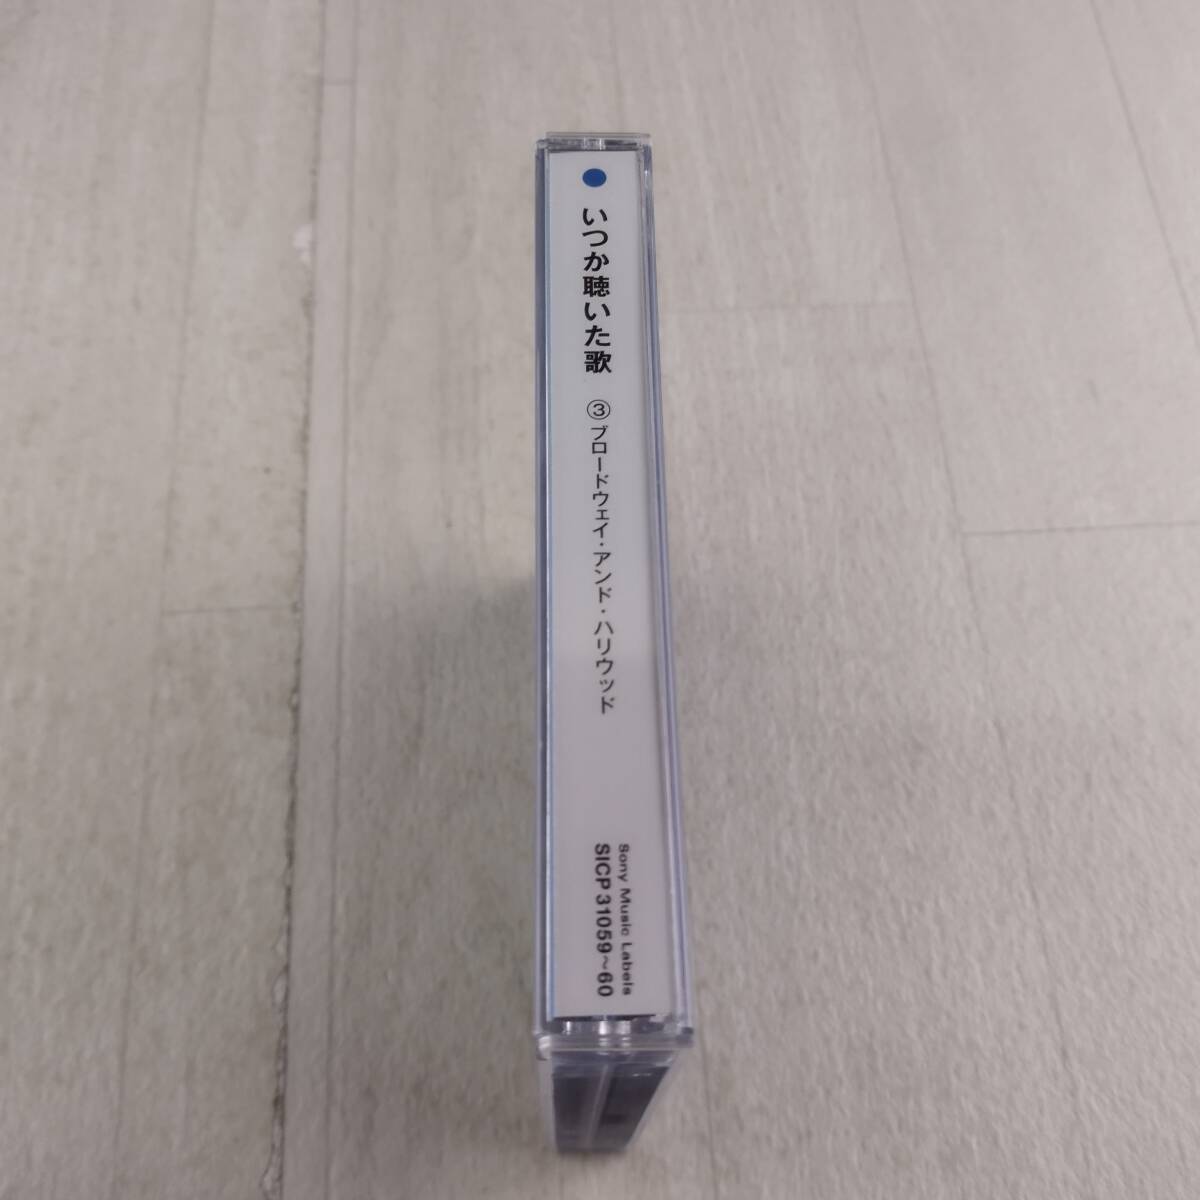 いつか聴いた歌
③ブロードウェイ・アンド・ハリウッド
Sony Music Labels
SICP 31059~60